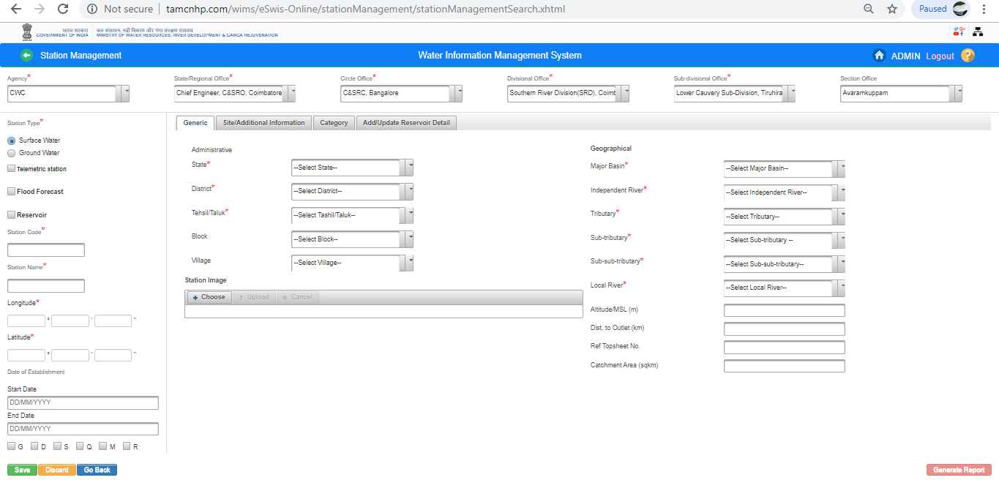 Not secure | tamcnhp.com/wims/eSwis-Online/stationManagement/stationManagementSearch.xhtml Paused
भारत सरकार जल संसाधन, नदी विकास और गंगा संरक्षण मंत्रालय
GOVERNMENT OF INDIA MINISTRY OF WATER RESOURCES, RIVER DEVELOPMENT & GANGA REJUVENATION
Station Management Water Information Management System ADMIN Logout ?
Agency* State/Regional Office* Circle Office* Divisional Office* Sub-divisional Office* Section Office
CWC Chief Engineer, C&SRO, Coimbatore C&SRC, Bangalore Southern River Division(SRD), Coimb Lower Cauvery Sub-Division, Tiruhira Avaramkuppam
Station Type*
Surface Water
Ground Water
Telemetric station
Flood Forecast
Reservoir
Station Code*
Station Name*
Longitude*
° ' "
Latitude*
° ' "
Date of Establishment
Start Date
DD/MM/YYYY
End Date
DD/MM/YYYY
G D S Q M R
Generic Site/Additional Information Category Add/Update Reservoir Detail
Administrative
State* --Select State--
District* --Select District--
Tehsil/Taluk* --Select Tashil/Taluk--
Block --Select Block--
Village --Select Village--
Station Image
Choose Upload Cancel
Geographical
Major Basin* --Select Major Basin--
Independent River* --Select Independent River--
Tributary* --Select Tributary--
Sub-tributary* --Select Sub-tributary --
Sub-sub-tributary* --Select Sub-sub-tributary--
Local River* --Select Local River--
Altitude/MSL (m)
Dist. to Outlet (km)
Ref Topsheet No.
Catchment Area (sqkm)
Save Discard Go Back Generate Report